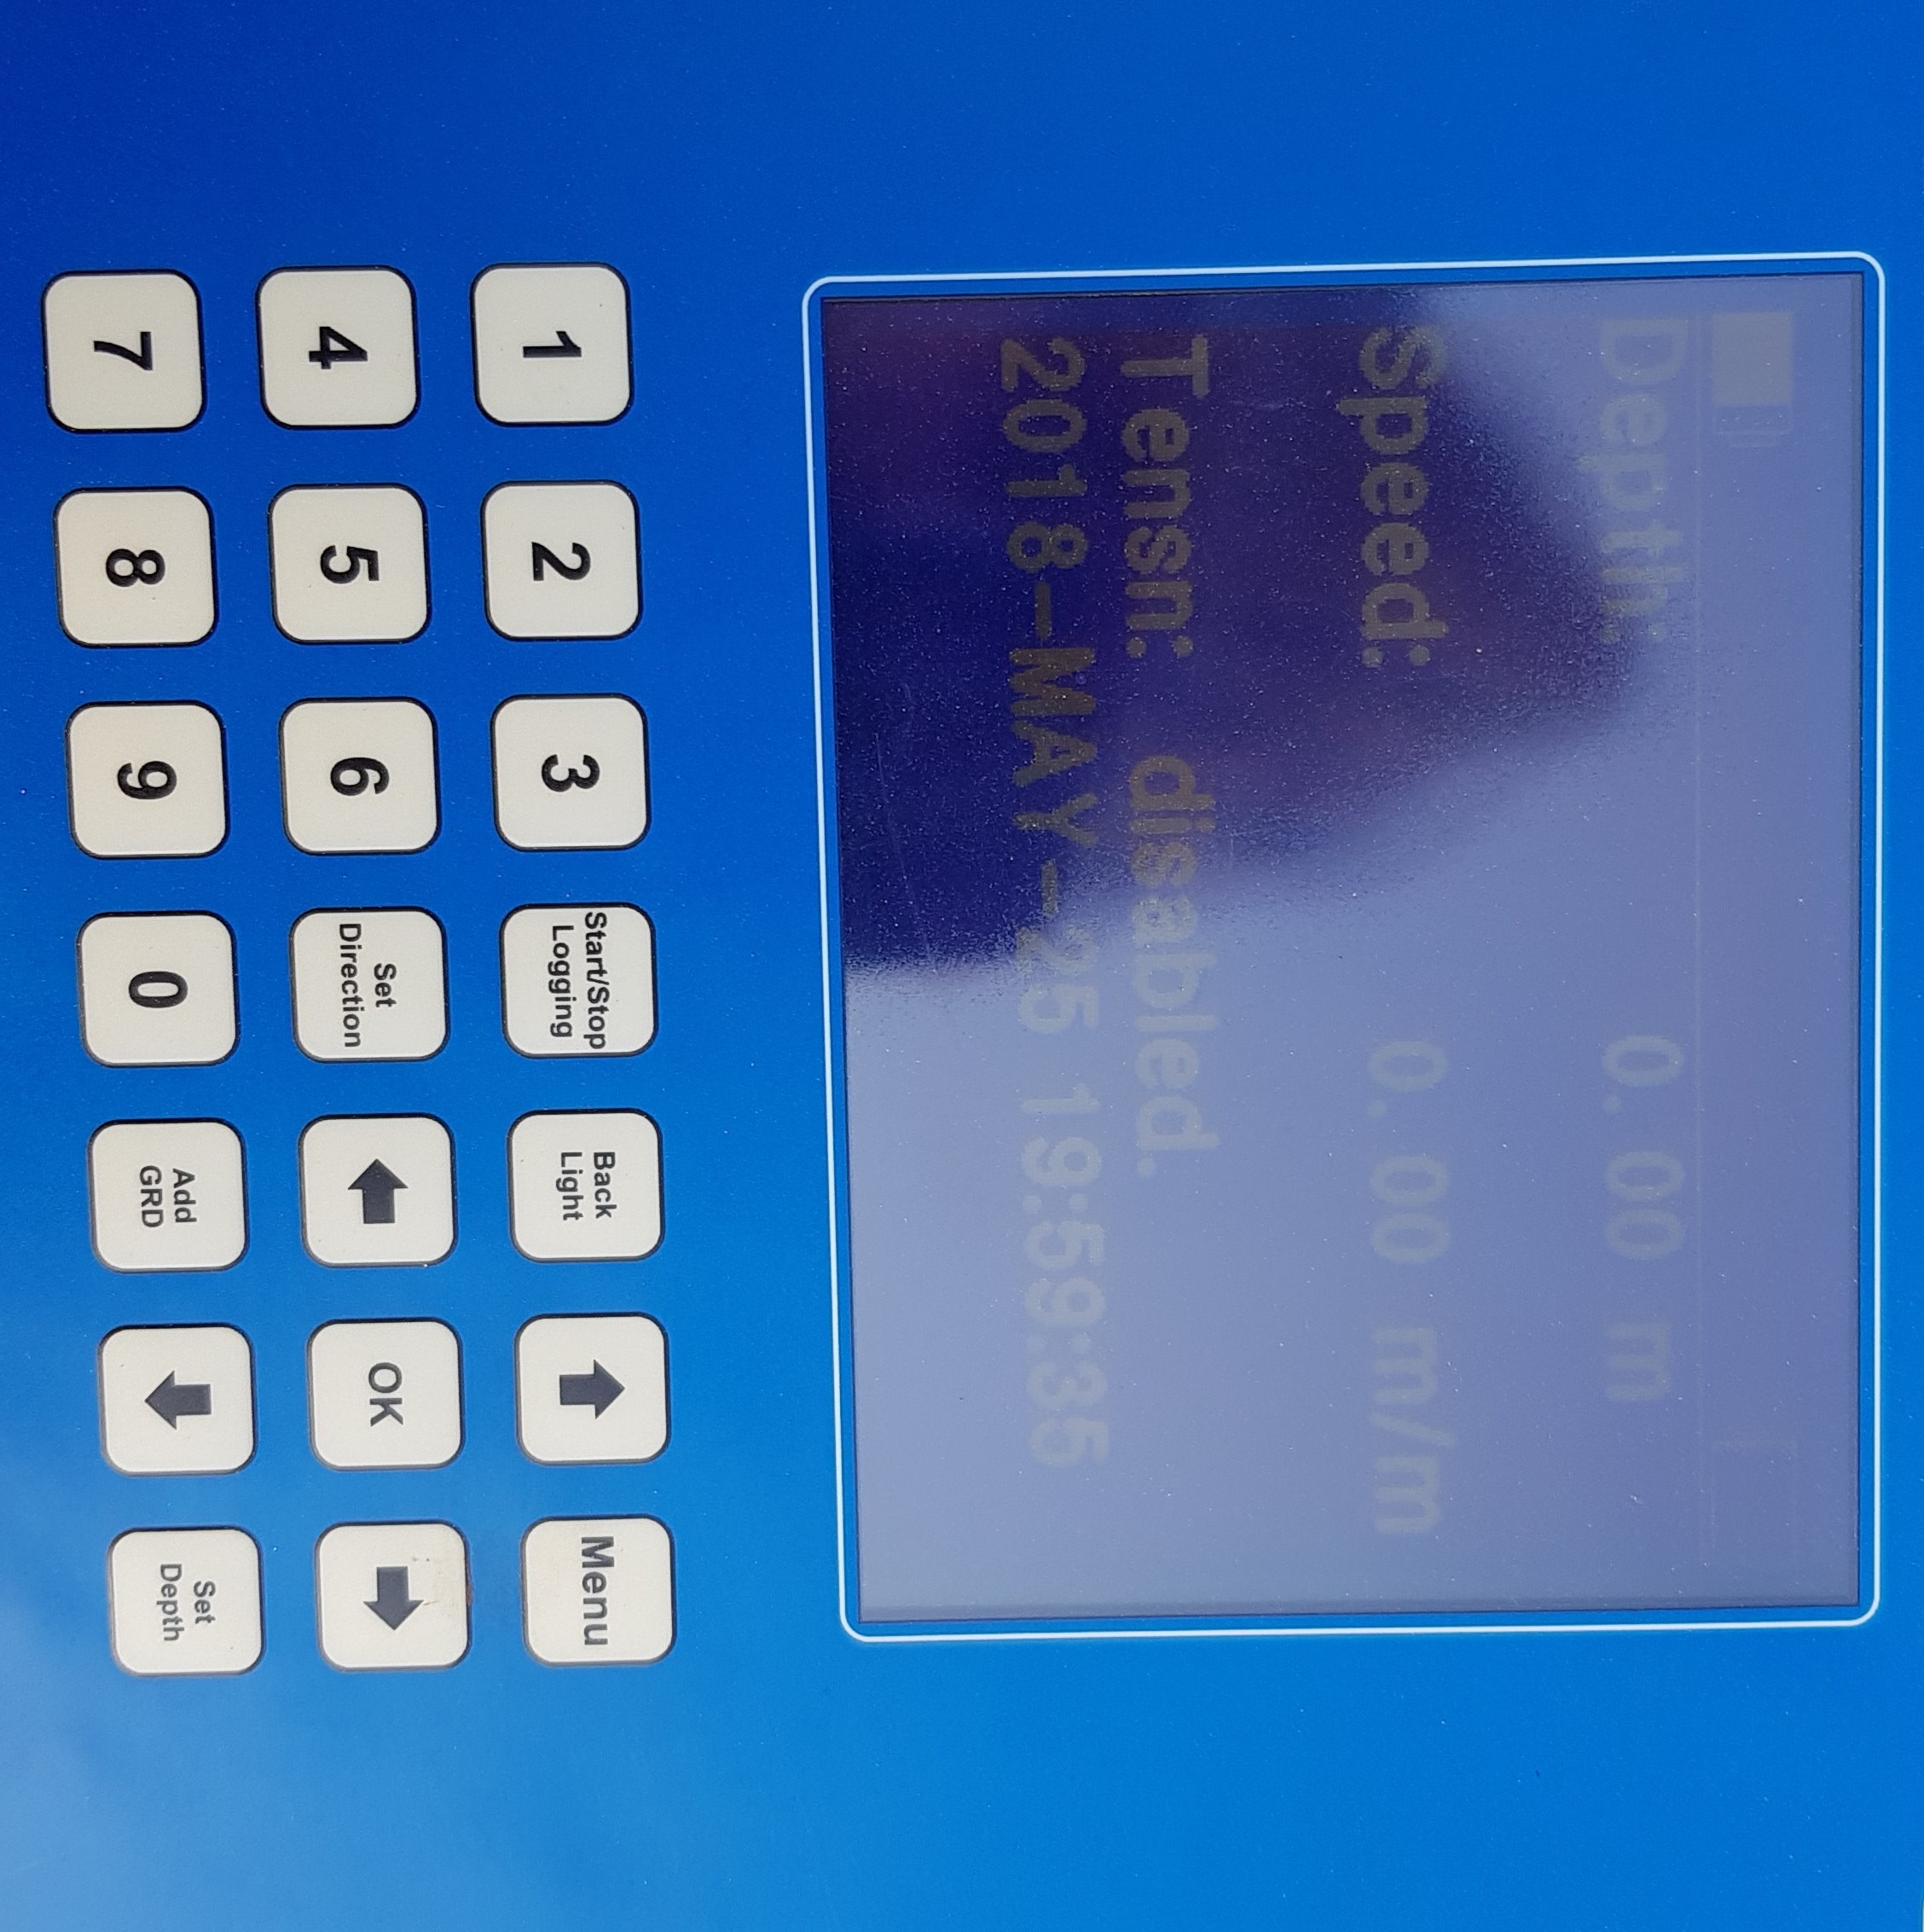 Depth: 0.00 m
Speed: 0.00 m/m
Tensn: disabled.
2018-MAY-25 19:59:35
1 2 3 Start/Stop Logging Back Light Menu
4 5 6 Set Direction OK
7 8 9 0 Add GRD Set Depth